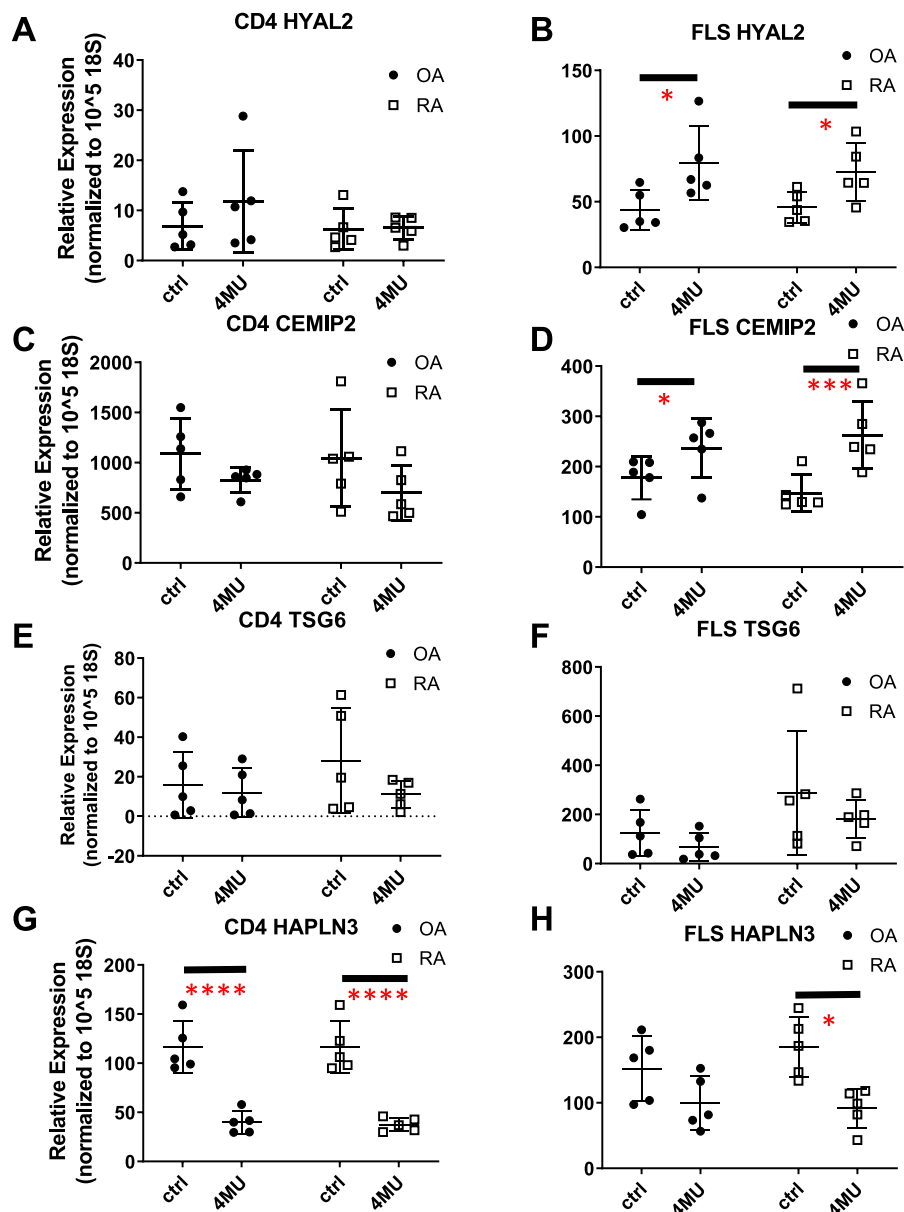 A
CD4 HYAL2
Relative Expression
(normalized to 10^5 18S)
40
30
20
10
0
OA
RA
ctrl
4MU
ctrl
4MU
B
FLS HYAL2
150
100
50
0
OA
RA
*
*
ctrl
4MU
ctrl
4MU
C
CD4 CEMIP2
Relative Expression
(normalized to 10^5 18S)
2000
1500
1000
500
0
OA
RA
ctrl
4MU
ctrl
4MU
D
FLS CEMIP2
400
300
200
100
0
OA
RA
*
***
ctrl
4MU
ctrl
4MU
E
CD4 TSG6
Relative Expression
(normalized to 10^5 18S)
80
60
40
20
0
-20
OA
RA
ctrl
4MU
ctrl
4MU
F
FLS TSG6
800
600
400
200
0
OA
RA
ctrl
4MU
ctrl
4MU
G
CD4 HAPLN3
Relative Expression
(normalized to 10^5 18S)
200
150
100
50
0
OA
RA
****
****
ctrl
4MU
ctrl
4MU
H
FLS HAPLN3
300
200
100
0
OA
RA
*
ctrl
4MU
ctrl
4MU